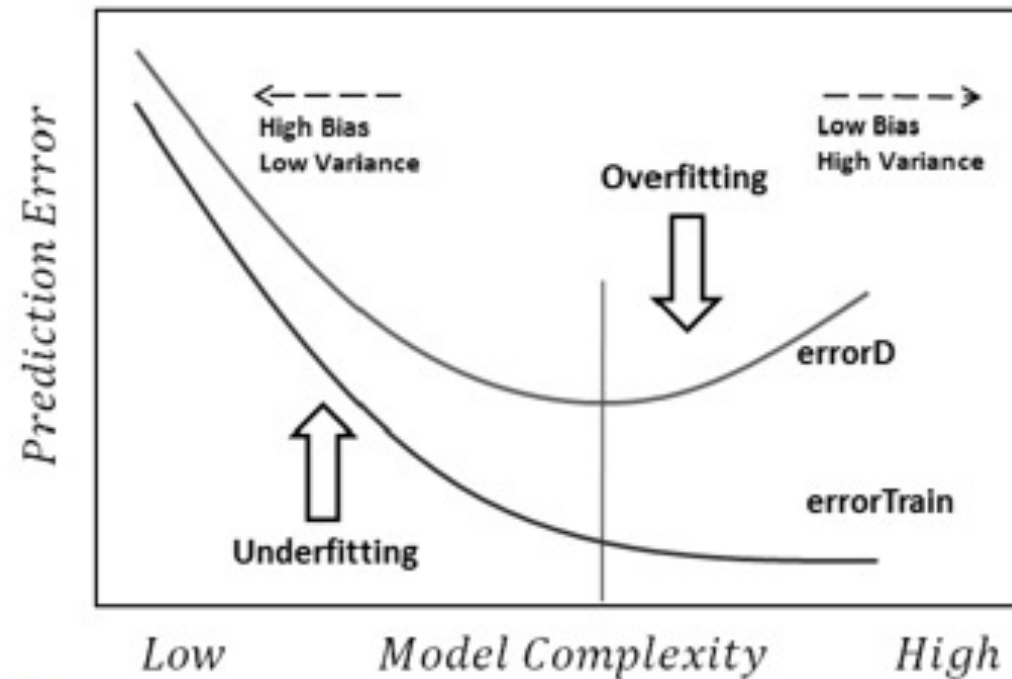 Prediction Error
High Bias
Low Variance
Low Bias
High Variance
Overfitting
errorD
errorTrain
Underfitting
Low
Model Complexity
High